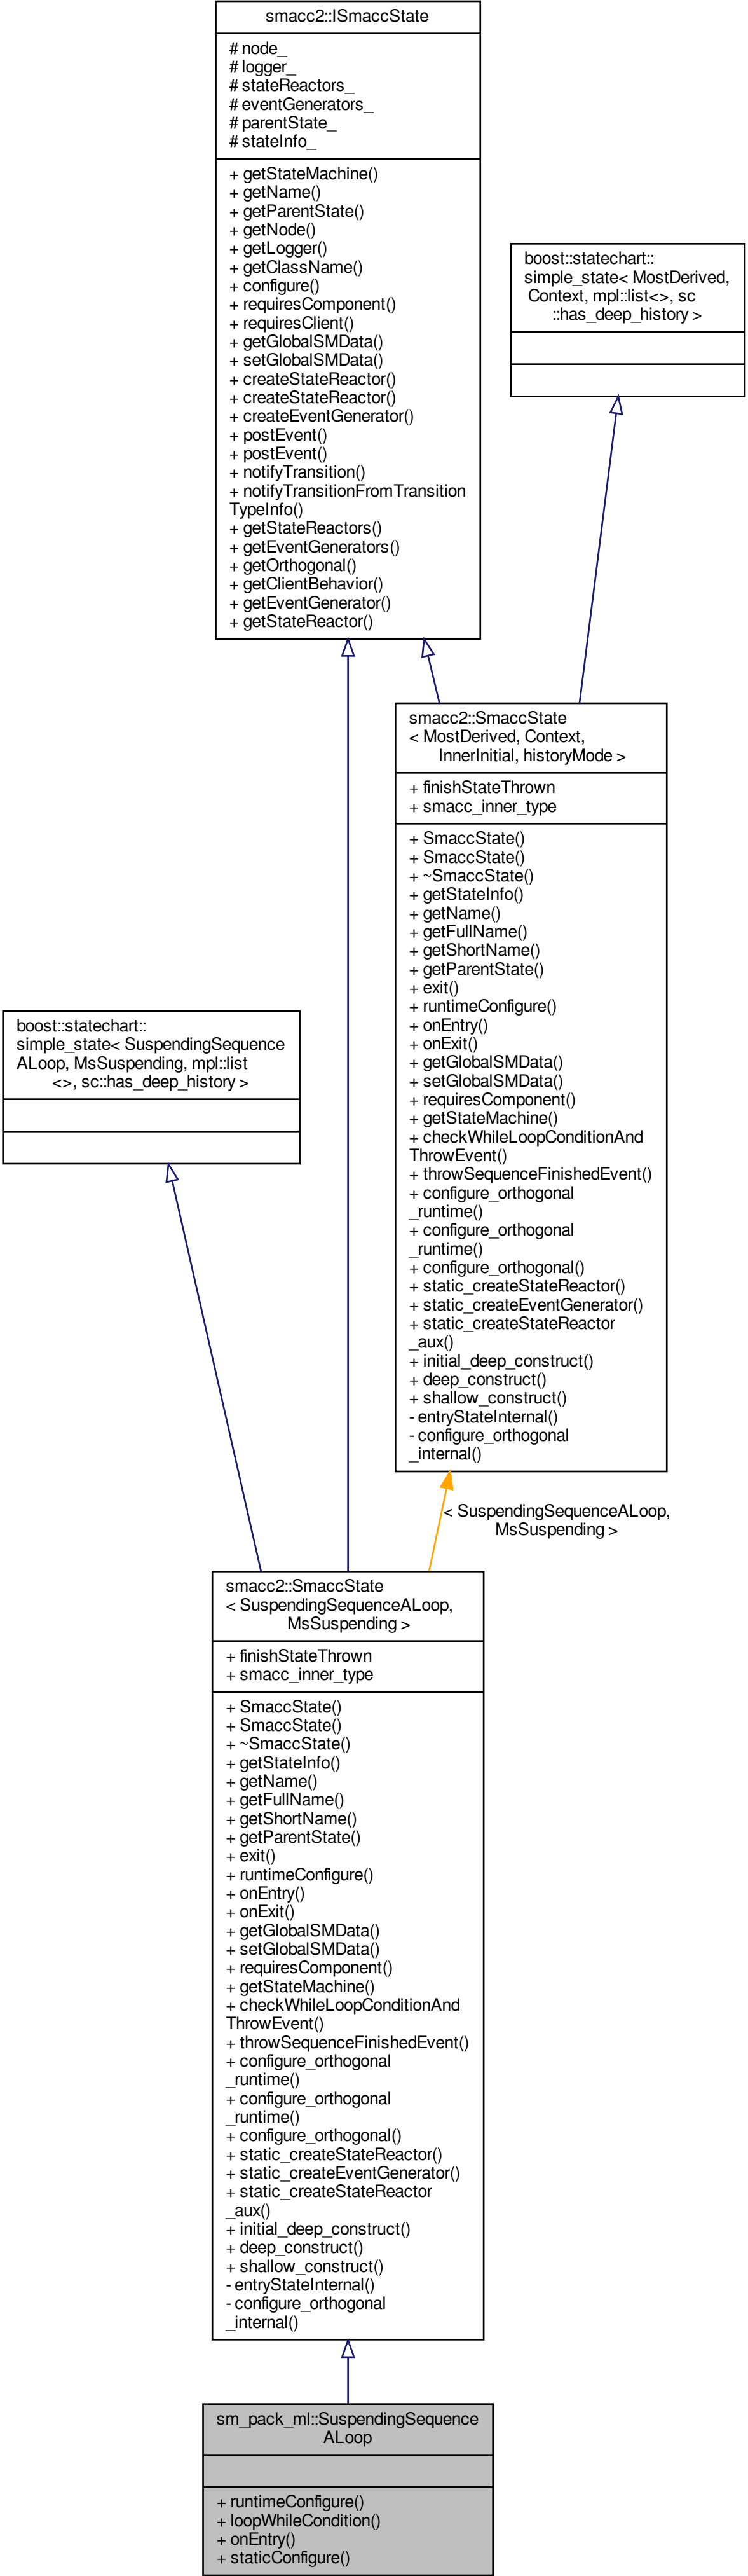 smacc2::ISmaccState
# node_
# logger_
# stateReactors_
# eventGenerators_
# parentState_
# stateInfo_
+ getStateMachine()
+ getName()
+ getParentState()
+ getNode()
+ getLogger()
+ getClassName()
+ configure()
+ requiresComponent()
+ requiresClient()
+ getGlobalSMData()
+ setGlobalSMData()
+ createStateReactor()
+ createStateReactor()
+ createEventGenerator()
+ postEvent()
+ postEvent()
+ notifyTransition()
+ notifyTransitionFromTransition
TypeInfo()
+ getStateReactors()
+ getEventGenerators()
+ getOrthogonal()
+ getClientBehavior()
+ getEventGenerator()
+ getStateReactor()
boost::statechart::
simple_state< MostDerived,
Context, mpl::list<>, sc
::has_deep_history >
smacc2::SmaccState
< MostDerived, Context,
InnerInitial, historyMode >
+ finishStateThrown
+ smacc_inner_type
+ SmaccState()
+ SmaccState()
+ ~SmaccState()
+ getStateInfo()
+ getName()
+ getFullName()
+ getShortName()
+ getParentState()
+ exit()
+ runtimeConfigure()
+ onEntry()
+ onExit()
+ getGlobalSMData()
+ setGlobalSMData()
+ requiresComponent()
+ getStateMachine()
+ checkWhileLoopConditionAnd
ThrowEvent()
+ throwSequenceFinishedEvent()
+ configure_orthogonal
_runtime()
+ configure_orthogonal
_runtime()
+ configure_orthogonal()
+ static_createStateReactor()
+ static_createEventGenerator()
+ static_createStateReactor
_aux()
+ initial_deep_construct()
+ deep_construct()
+ shallow_construct()
- entryStateInternal()
- configure_orthogonal
_internal()
boost::statechart::
simple_state< SuspendingSequence
ALoop, MsSuspending, mpl::list
<>, sc::has_deep_history >
< SuspendingSequenceALoop,
MsSuspending >
smacc2::SmaccState
< SuspendingSequenceALoop,
MsSuspending >
+ finishStateThrown
+ smacc_inner_type
+ SmaccState()
+ SmaccState()
+ ~SmaccState()
+ getStateInfo()
+ getName()
+ getFullName()
+ getShortName()
+ getParentState()
+ exit()
+ runtimeConfigure()
+ onEntry()
+ onExit()
+ getGlobalSMData()
+ setGlobalSMData()
+ requiresComponent()
+ getStateMachine()
+ checkWhileLoopConditionAnd
ThrowEvent()
+ throwSequenceFinishedEvent()
+ configure_orthogonal
_runtime()
+ configure_orthogonal
_runtime()
+ configure_orthogonal()
+ static_createStateReactor()
+ static_createEventGenerator()
+ static_createStateReactor
_aux()
+ initial_deep_construct()
+ deep_construct()
+ shallow_construct()
- entryStateInternal()
- configure_orthogonal
_internal()
sm_pack_ml::SuspendingSequence
ALoop
+ runtimeConfigure()
+ loopWhileCondition()
+ onEntry()
+ staticConfigure()